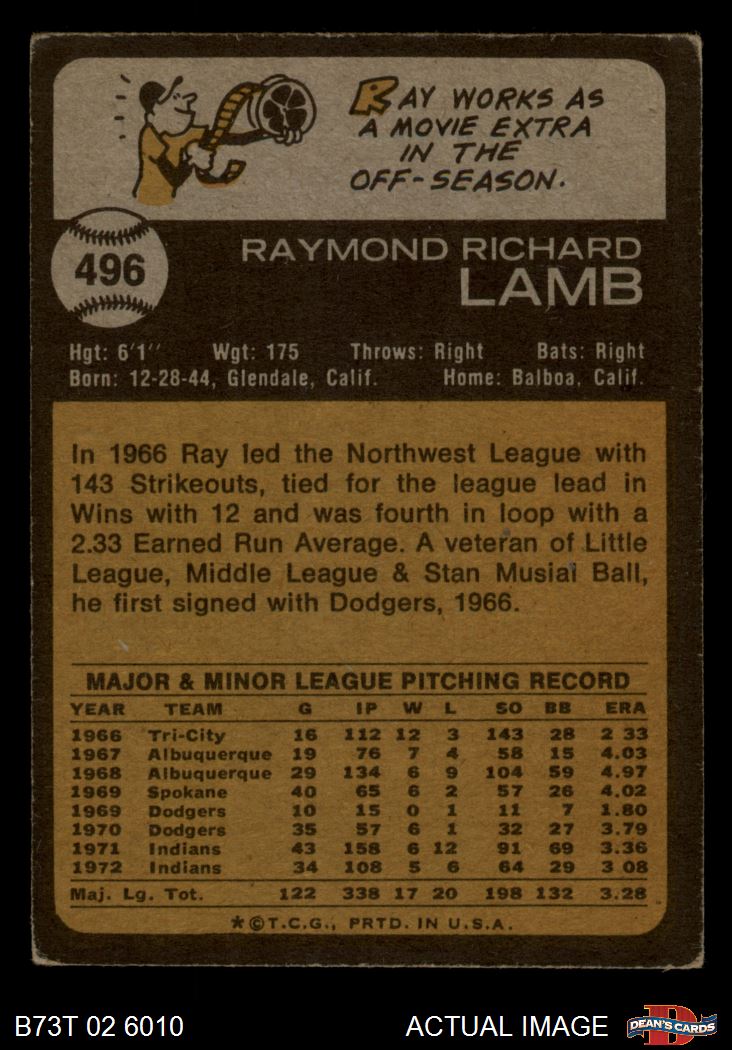 RAY WORKS AS
A MOVIE EXTRA
IN THE
OFF-SEASON.
496
RAYMOND RICHARD
LAMB
Hgt: 6'1'' Wgt: 175 Throws: Right Bats: Right
Born: 12-28-44, Glendale, Calif. Home: Balboa, Calif.
In 1966 Ray led the Northwest League with
143 Strikeouts, tied for the league lead in
Wins with 12 and was fourth in loop with a
2.33 Earned Run Average. A veteran of Little
League, Middle League & Stan Musial Ball,
he first signed with Dodgers, 1966.
MAJOR & MINOR LEAGUE PITCHING RECORD
YEAR TEAM G IP W L SO BB ERA
1966 Tri-City 16 112 12 3 143 28 2 33
1967 Albuquerque 19 76 7 4 58 15 4.03
1968 Albuquerque 29 134 6 9 104 59 4.97
1969 Spokane 40 65 6 2 57 26 4.02
1969 Dodgers 10 15 0 1 11 7 1.80
1970 Dodgers 35 57 6 1 32 27 3.79
1971 Indians 43 158 6 12 91 69 3.36
1972 Indians 34 108 5 6 64 29 3 08
Maj. Lg. Tot. 122 338 17 20 198 132 3.28
*©T.C.G., PRTD. IN U.S.A.
B73T 02 6010 ACTUAL IMAGE
D
DEAN'S CARDS